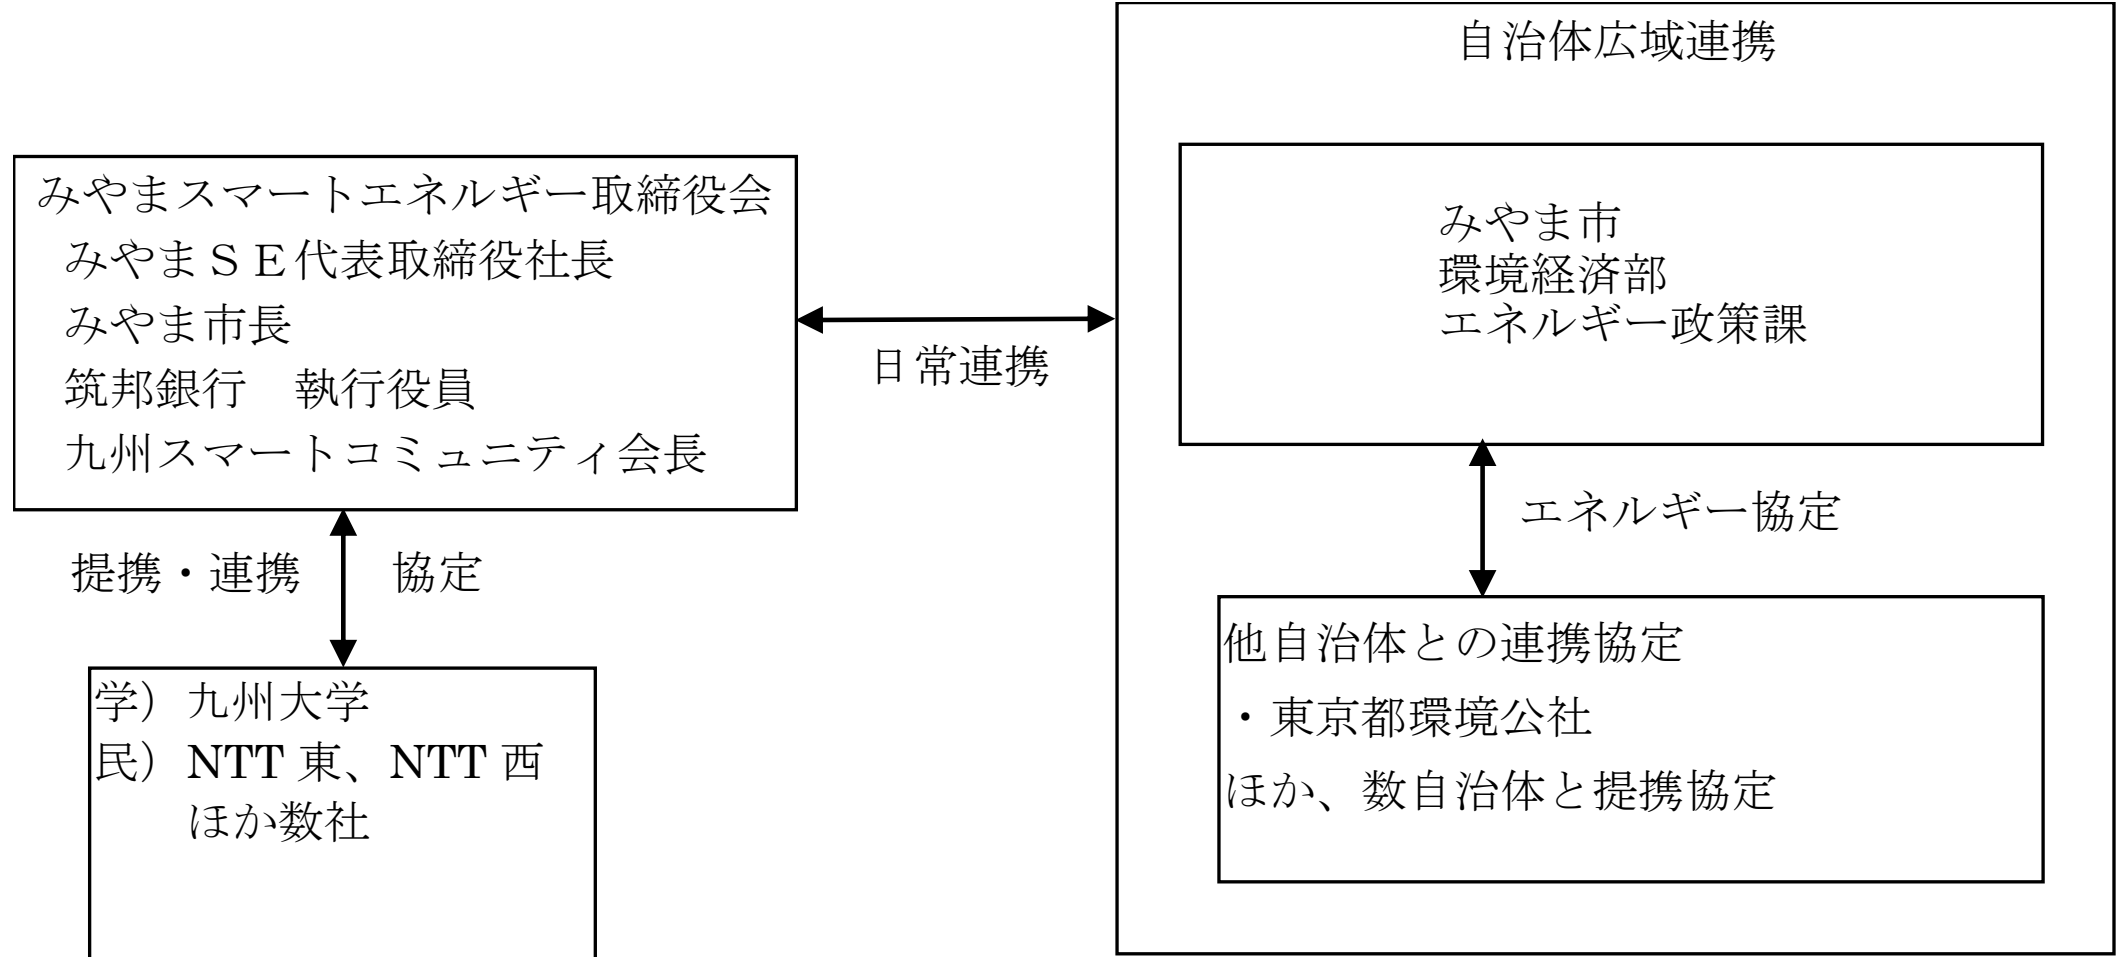 自治体広域連携
みやまスマートエネルギー取締役会
みやまＳＥ代表取締役社長
みやま市長
筑邦銀行　執行役員
九州スマートコミュニティ会長
日常連携
みやま市
環境経済部
エネルギー政策課
エネルギー協定
提携・連携
協定
学）九州大学
民）NTT 東、NTT 西
ほか数社
他自治体との連携協定
・東京都環境公社
ほか、数自治体と提携協定